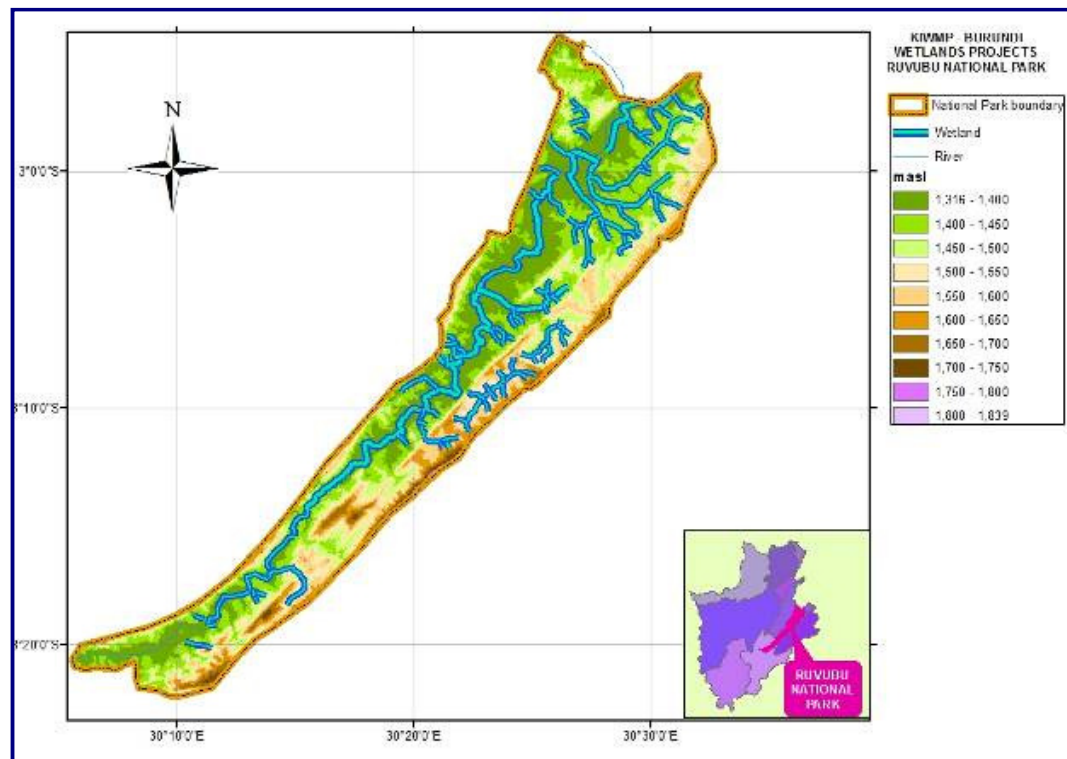 KIWMP - BURUNDI
WETLANDS PROJECTS
RUVUBU NATIONAL PARK
National Park boundary
Wetland
River
masl
1,316 - 1,400
1,400 - 1,450
1,450 - 1,500
1,500 - 1,550
1,550 - 1,600
1,600 - 1,650
1,650 - 1,700
1,700 - 1,750
1,750 - 1,800
1,800 - 1,839
N
3°0'0"S
3°10'0"S
3°20'0"S
30°10'0"E
30°20'0"E
30°30'0"E
RUVUBU
NATIONAL
PARK